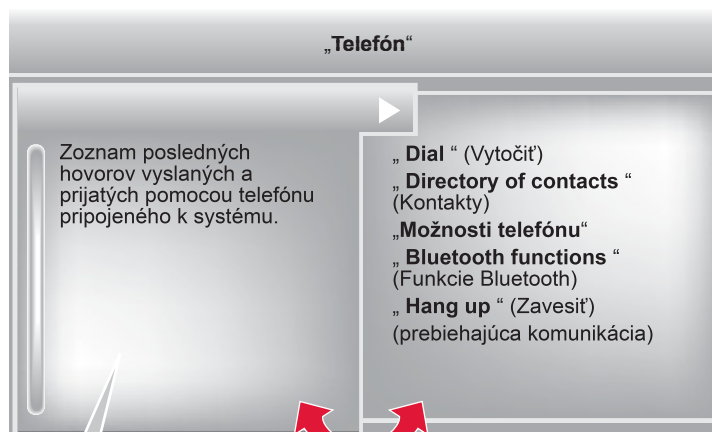 „Telefón“
Zoznam posledných
hovorov vyslaných a
prijatých pomocou telefónu
pripojeného k systému.
„ Dial “ (Vytočiť)
„ Directory of contacts “
(Kontakty)
„Možnosti telefónu“
„ Bluetooth functions “
(Funkcie Bluetooth)
„ Hang up “ (Zavesiť)
(prebiehajúca komunikácia)